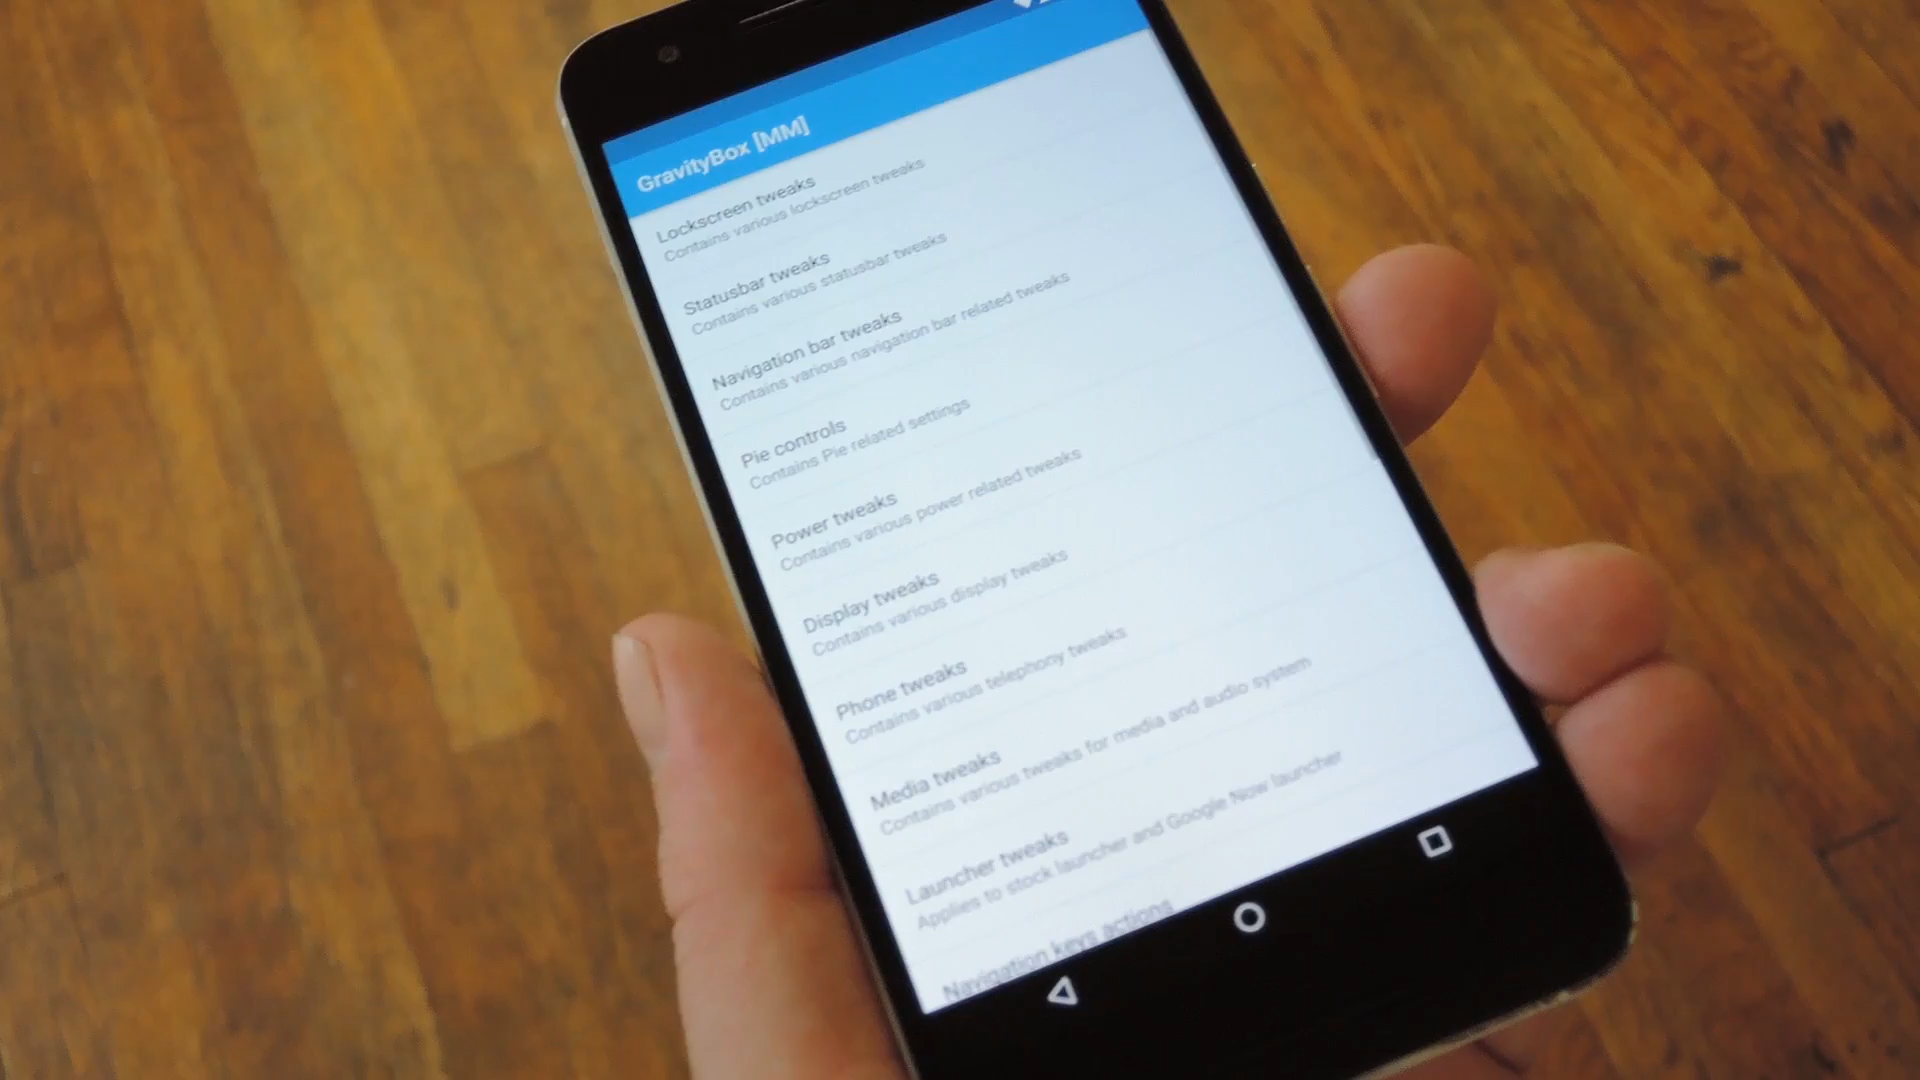 GravityBox [MM]
Lockscreen tweaks
Contains various lockscreen tweaks
Statusbar tweaks
Contains various statusbar tweaks
Navigation bar tweaks
Contains various navigation bar related tweaks
Pie controls
Contains Pie related settings
Power tweaks
Contains various power related tweaks
Display tweaks
Contains various display tweaks
Phone tweaks
Contains various telephony tweaks
Media tweaks
Contains various tweaks for media and audio system
Launcher tweaks
Applies to stock launcher and Google Now launcher
Navigation keys actions